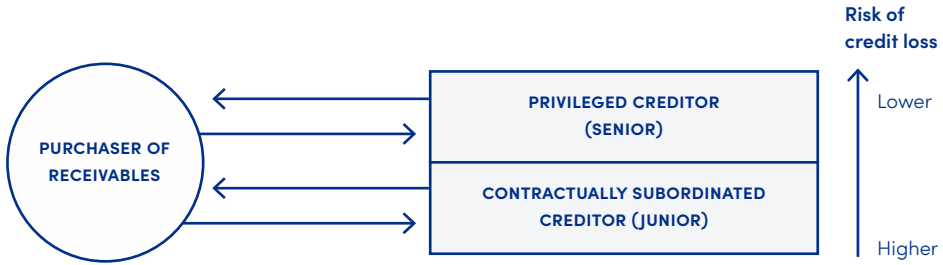 Risk of
credit loss
PURCHASER OF
RECEIVABLES
PRIVILEGED CREDITOR
(SENIOR)
CONTRACTUALLY SUBORDINATED
CREDITOR (JUNIOR)
Lower
Higher